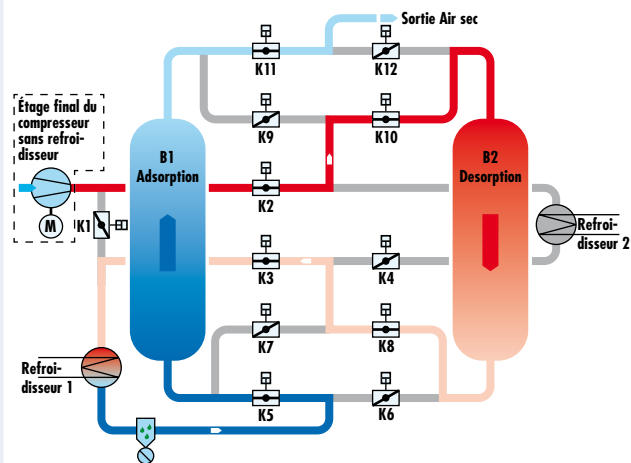 Sortie Air sec
K11
K12
Étage final du
compresseur
sans refroi-
disseur
K9
K10
B1
Adsorption
B2
Desorption
K2
M
K1
Refroi-
disseur 2
K3
K4
K7
K8
Refroi-
disseur 1
K5
K6